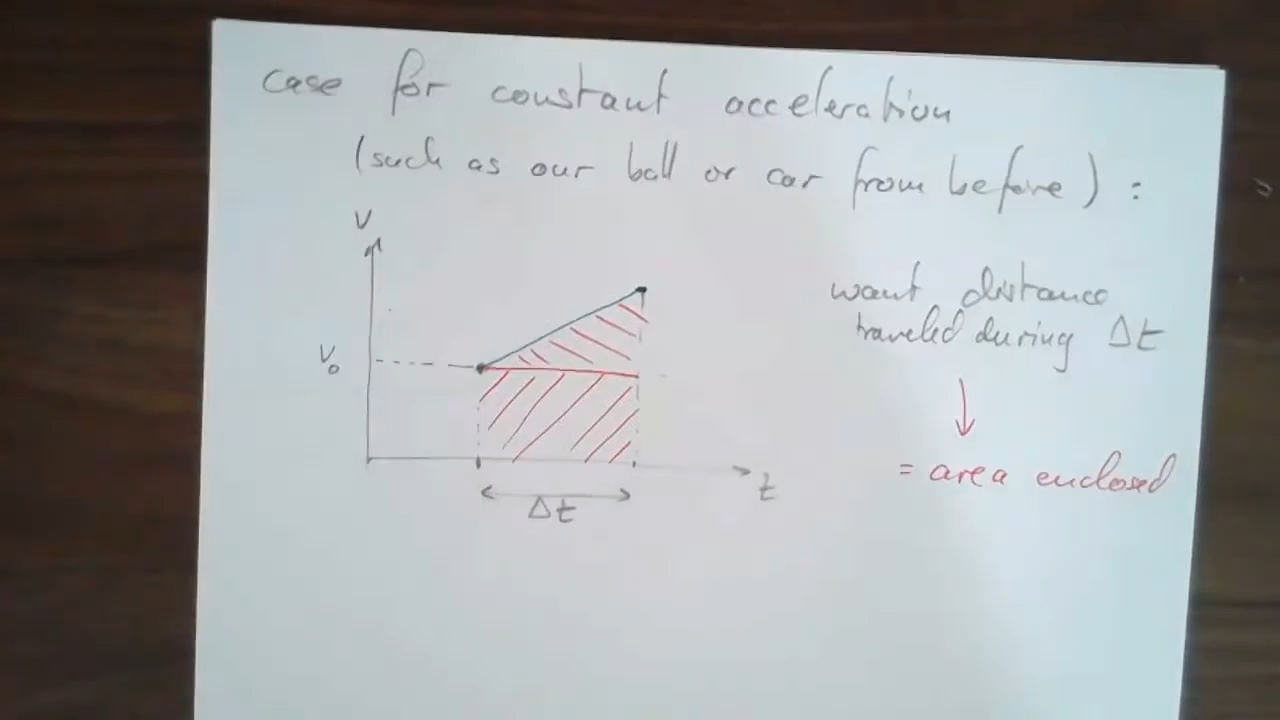 case for constant acceleration
(such as our ball or car from before) :
V
want distance
traveled during Δt
V₀
= area enclosed
t
Δt